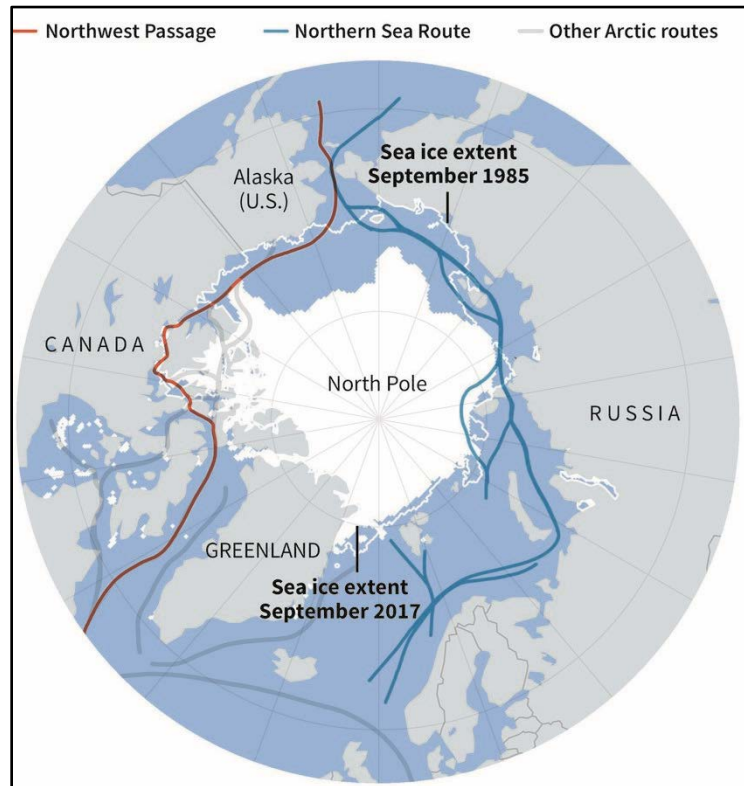 Northwest Passage
Northern Sea Route
Other Arctic routes
Sea ice extent
September 1985
Alaska
(U.S.)
CANADA
North Pole
RUSSIA
GREENLAND
Sea ice extent
September 2017